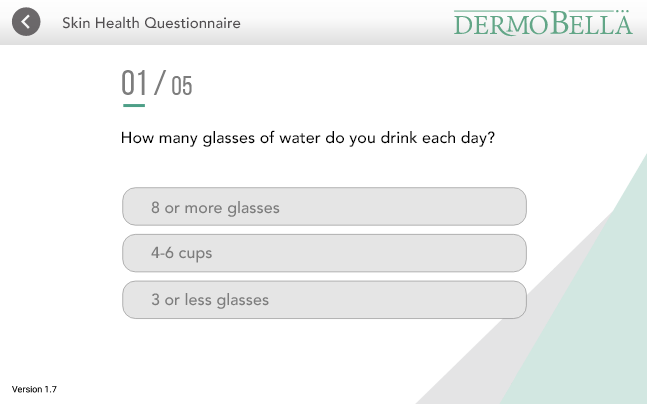 Skin Health Questionnaire
DERMOBELLA
01 / 05
How many glasses of water do you drink each day?
8 or more glasses
4-6 cups
3 or less glasses
Version 1.7